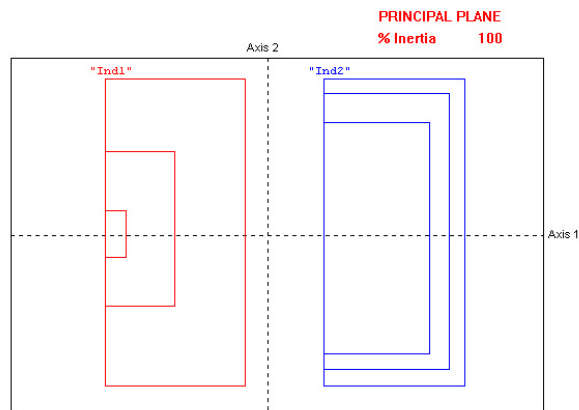 PRINCIPAL PLANE
% Inertia 100
Axis 2
"Ind1" "Ind2"
Axis 1